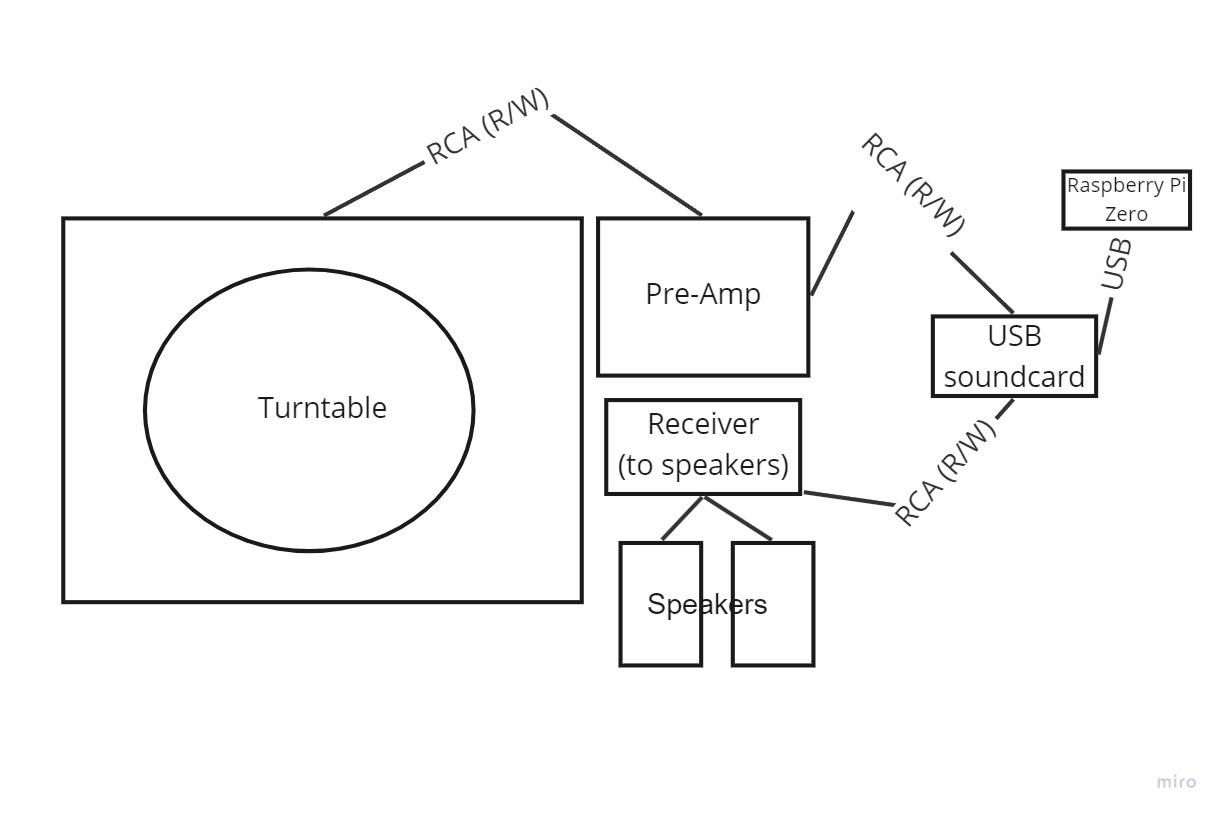 RCA (R/W)
RCA (R/W)
Raspberry Pi
Zero
USB
Pre-Amp
USB
soundcard
Turntable
Receiver
(to speakers)
RCA (R/W)
Speakers
miro